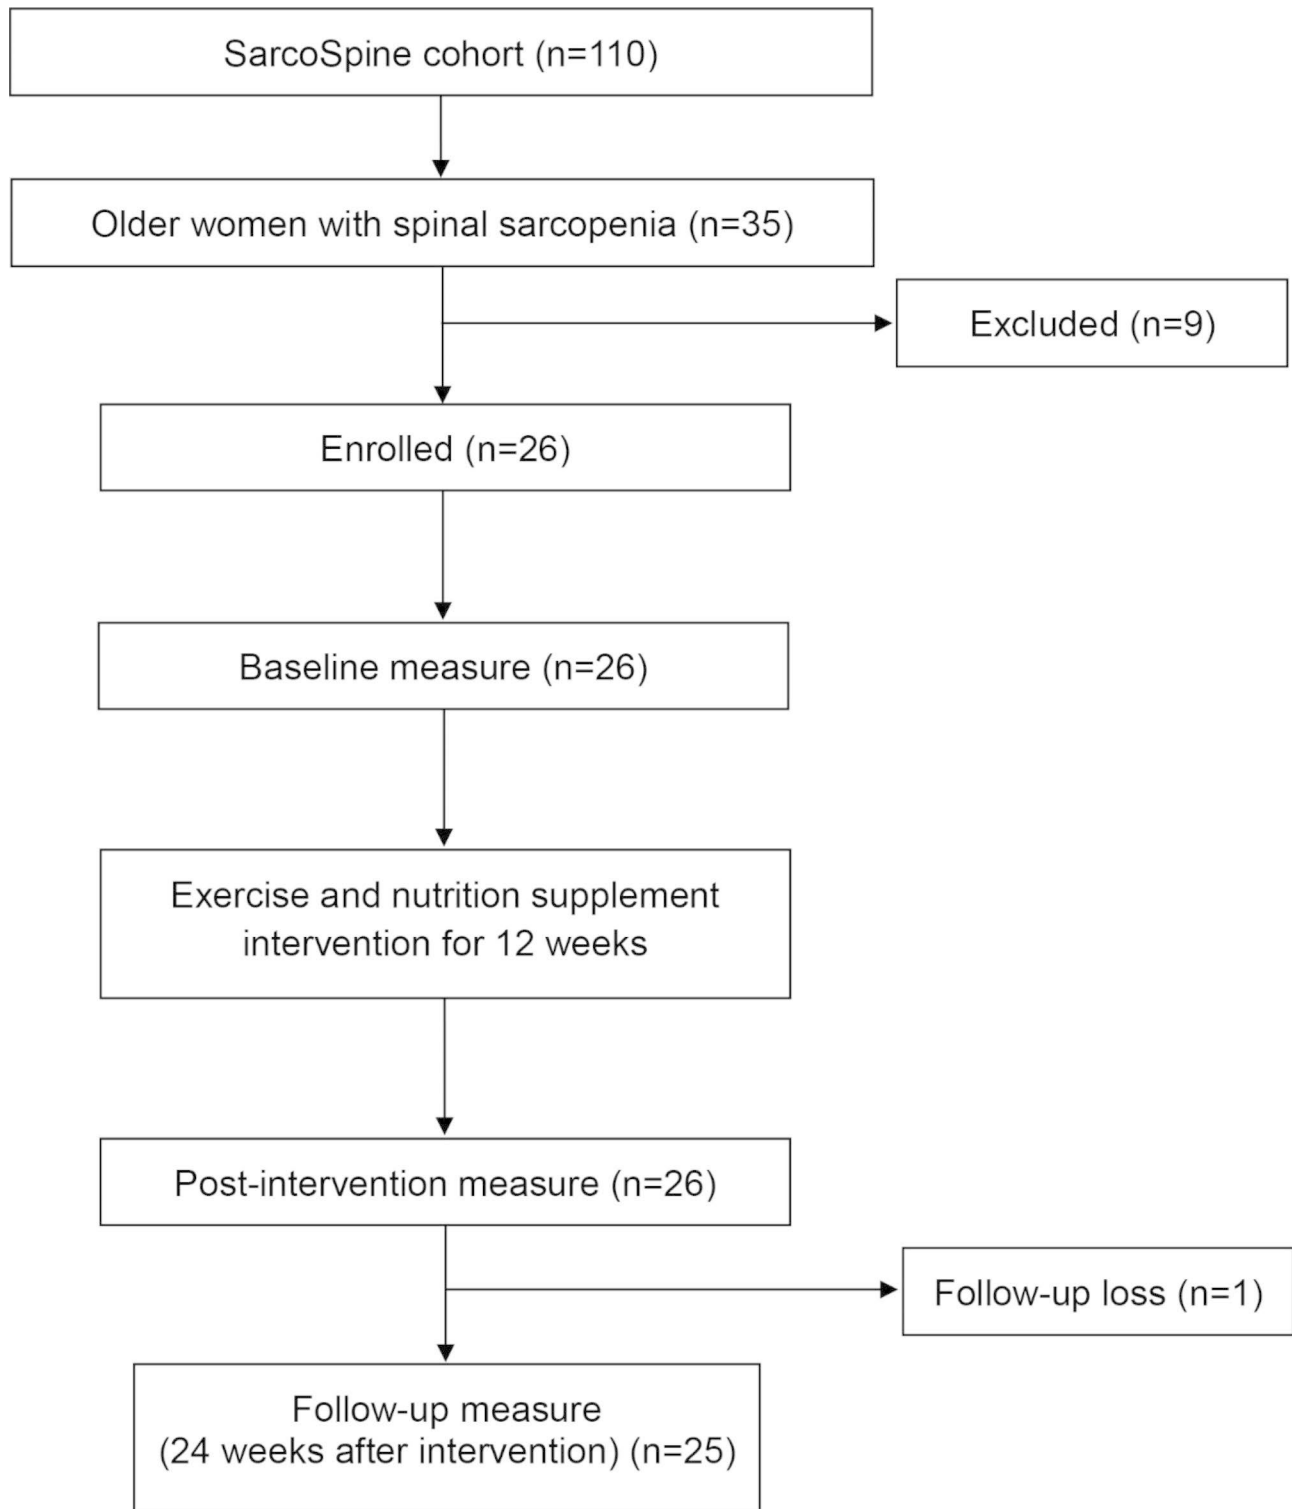 SarcoSpine cohort (n=110)
Older women with spinal sarcopenia (n=35)
Excluded (n=9)
Enrolled (n=26)
Baseline measure (n=26)
Exercise and nutrition supplement
intervention for 12 weeks
Post-intervention measure (n=26)
Follow-up loss (n=1)
Follow-up measure
(24 weeks after intervention) (n=25)